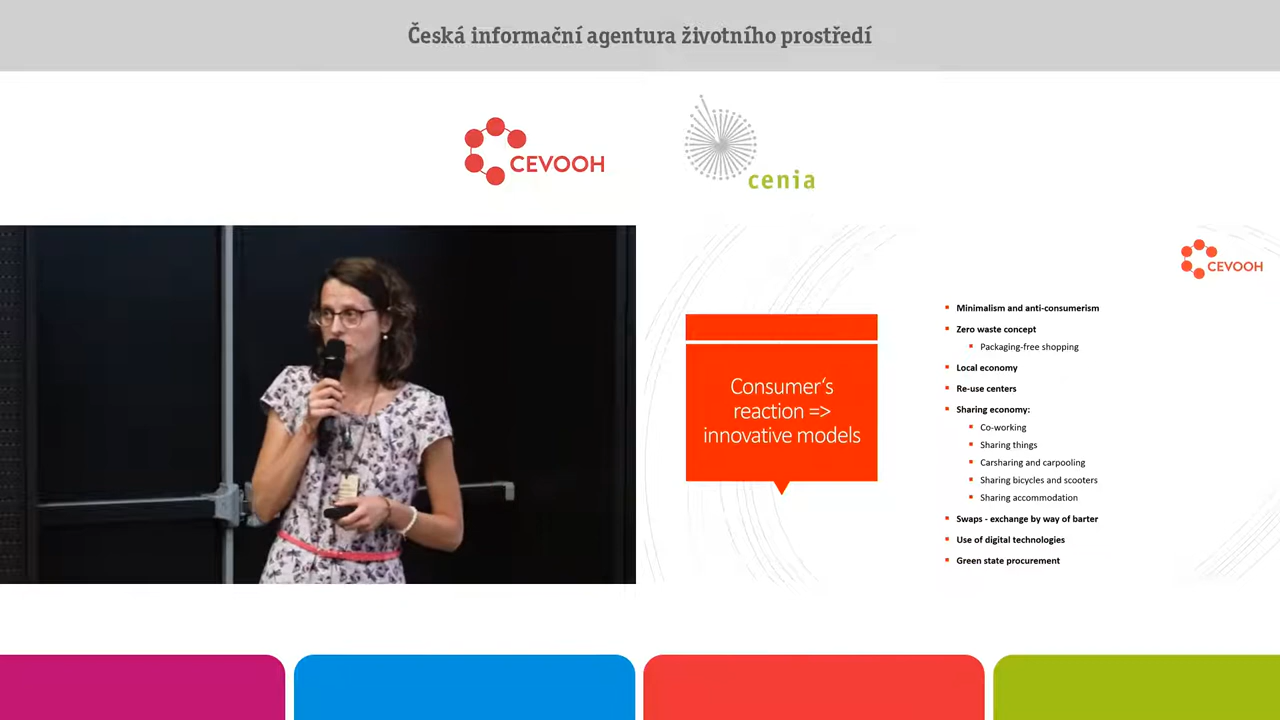 Česká informační agentura životního prostředí
CEVOOH
cenia
CEVOOH
Consumer's
reaction =>
innovative models
Minimalism and anti-consumerism
Zero waste concept
Packaging-free shopping
Local economy
Re-use centers
Sharing economy:
Co-working
Sharing things
Carsharing and carpooling
Sharing bicycles and scooters
Sharing accommodation
Swaps - exchange by way of barter
Use of digital technologies
Green state procurement